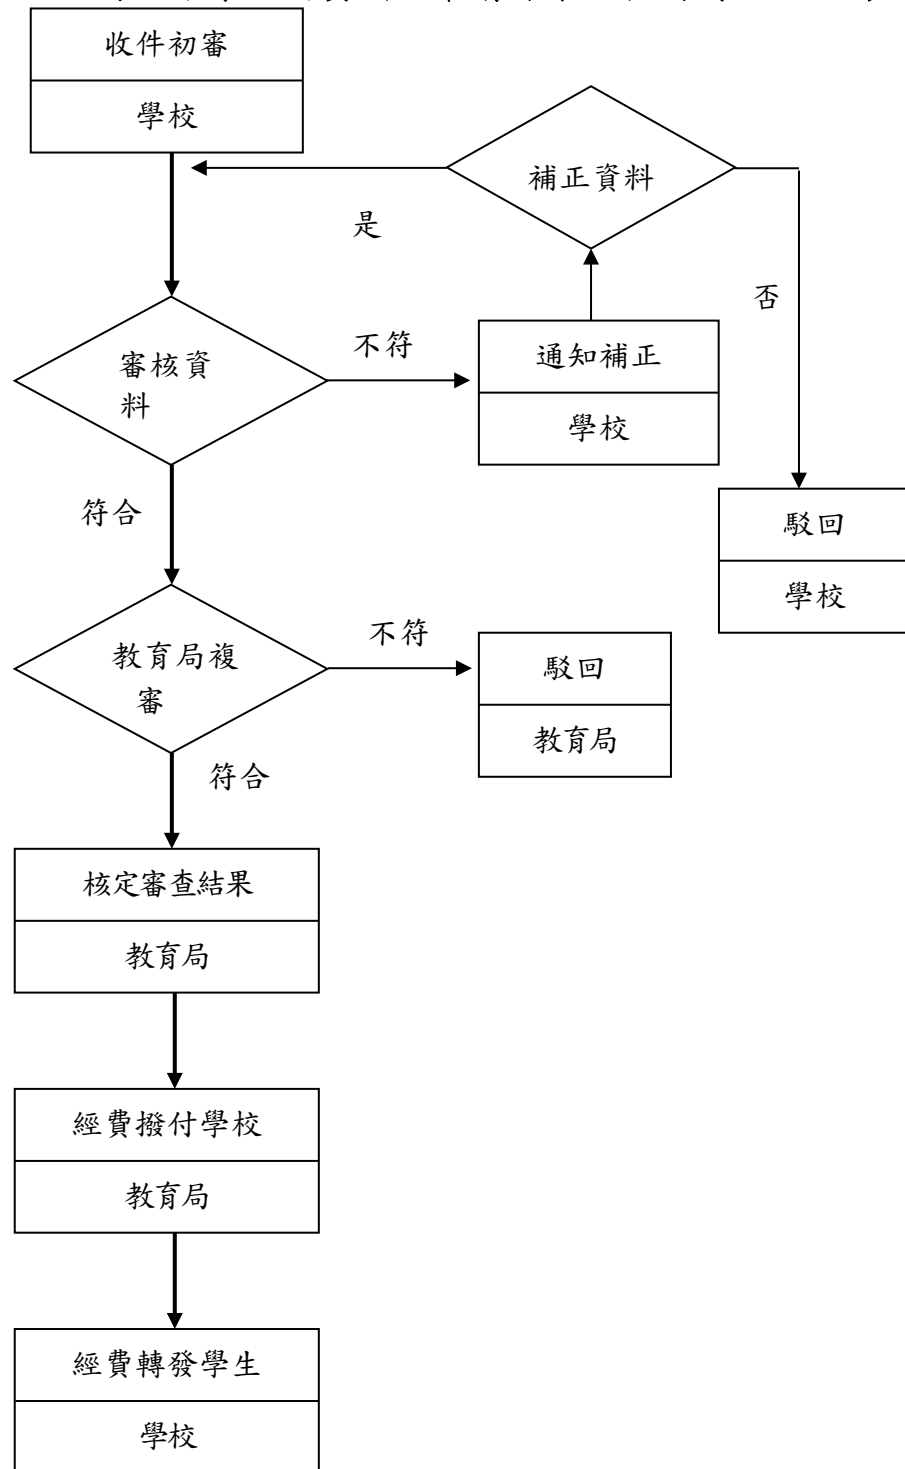 收件初審
學校
補正資料
是
否
審核資
料
不符
通知補正
學校
符合
駁回
學校
教育局複
審
不符
駁回
教育局
符合
核定審查結果
教育局
經費撥付學校
教育局
經費轉發學生
學校